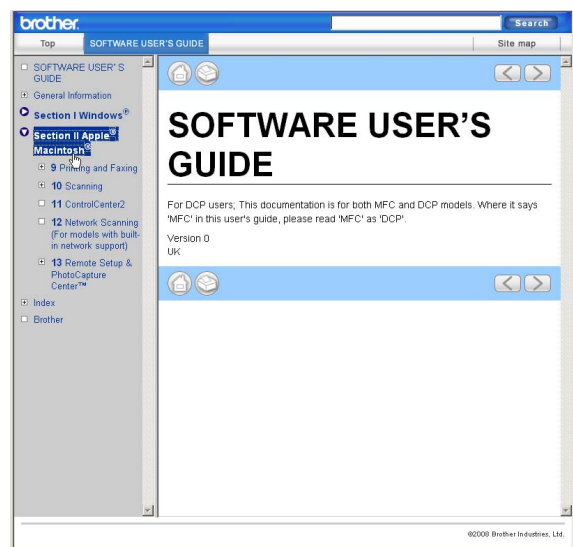 brother.
Search
Top
SOFTWARE USER'S GUIDE
Site map
SOFTWARE USER'S
GUIDE
General Information
Section I Windows®
Section II Apple®
Macintosh®
9 Printing and Faxing
10 Scanning
11 ControlCenter2
12 Network Scanning
(For models with built-
in network support)
13 Remote Setup &
PhotoCapture
Center™
Index
Brother
SOFTWARE USER'S
GUIDE
For DCP users; This documentation is for both MFC and DCP models. Where it says
'MFC' in this user's guide, please read 'MFC' as 'DCP'.
Version 0
UK
©2008 Brother Industries, Ltd.